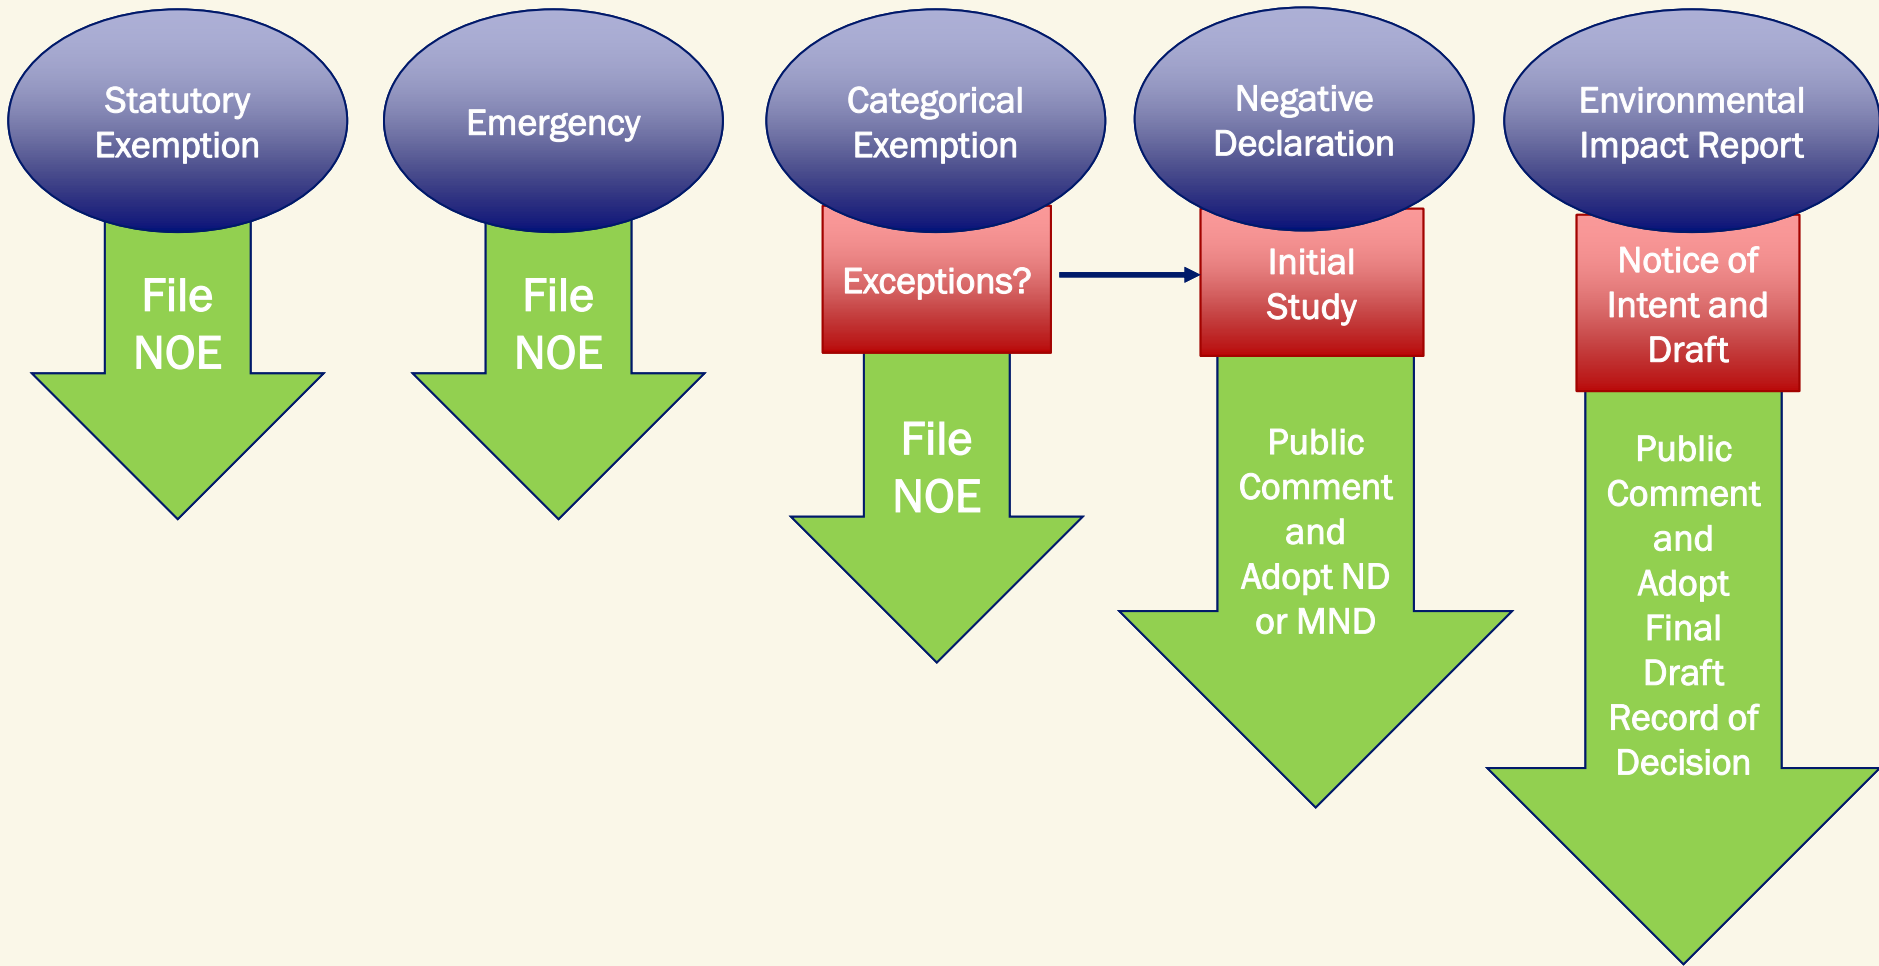 Statutory
Exemption
File
NOE
Emergency
File
NOE
Categorical
Exemption
Exceptions?
File
NOE
Negative
Declaration
Initial
Study
Public
Comment
and
Adopt ND
or MND
Environmental
Impact Report
Notice of
Intent and
Draft
Public
Comment
and
Adopt
Final
Draft
Record of
Decision